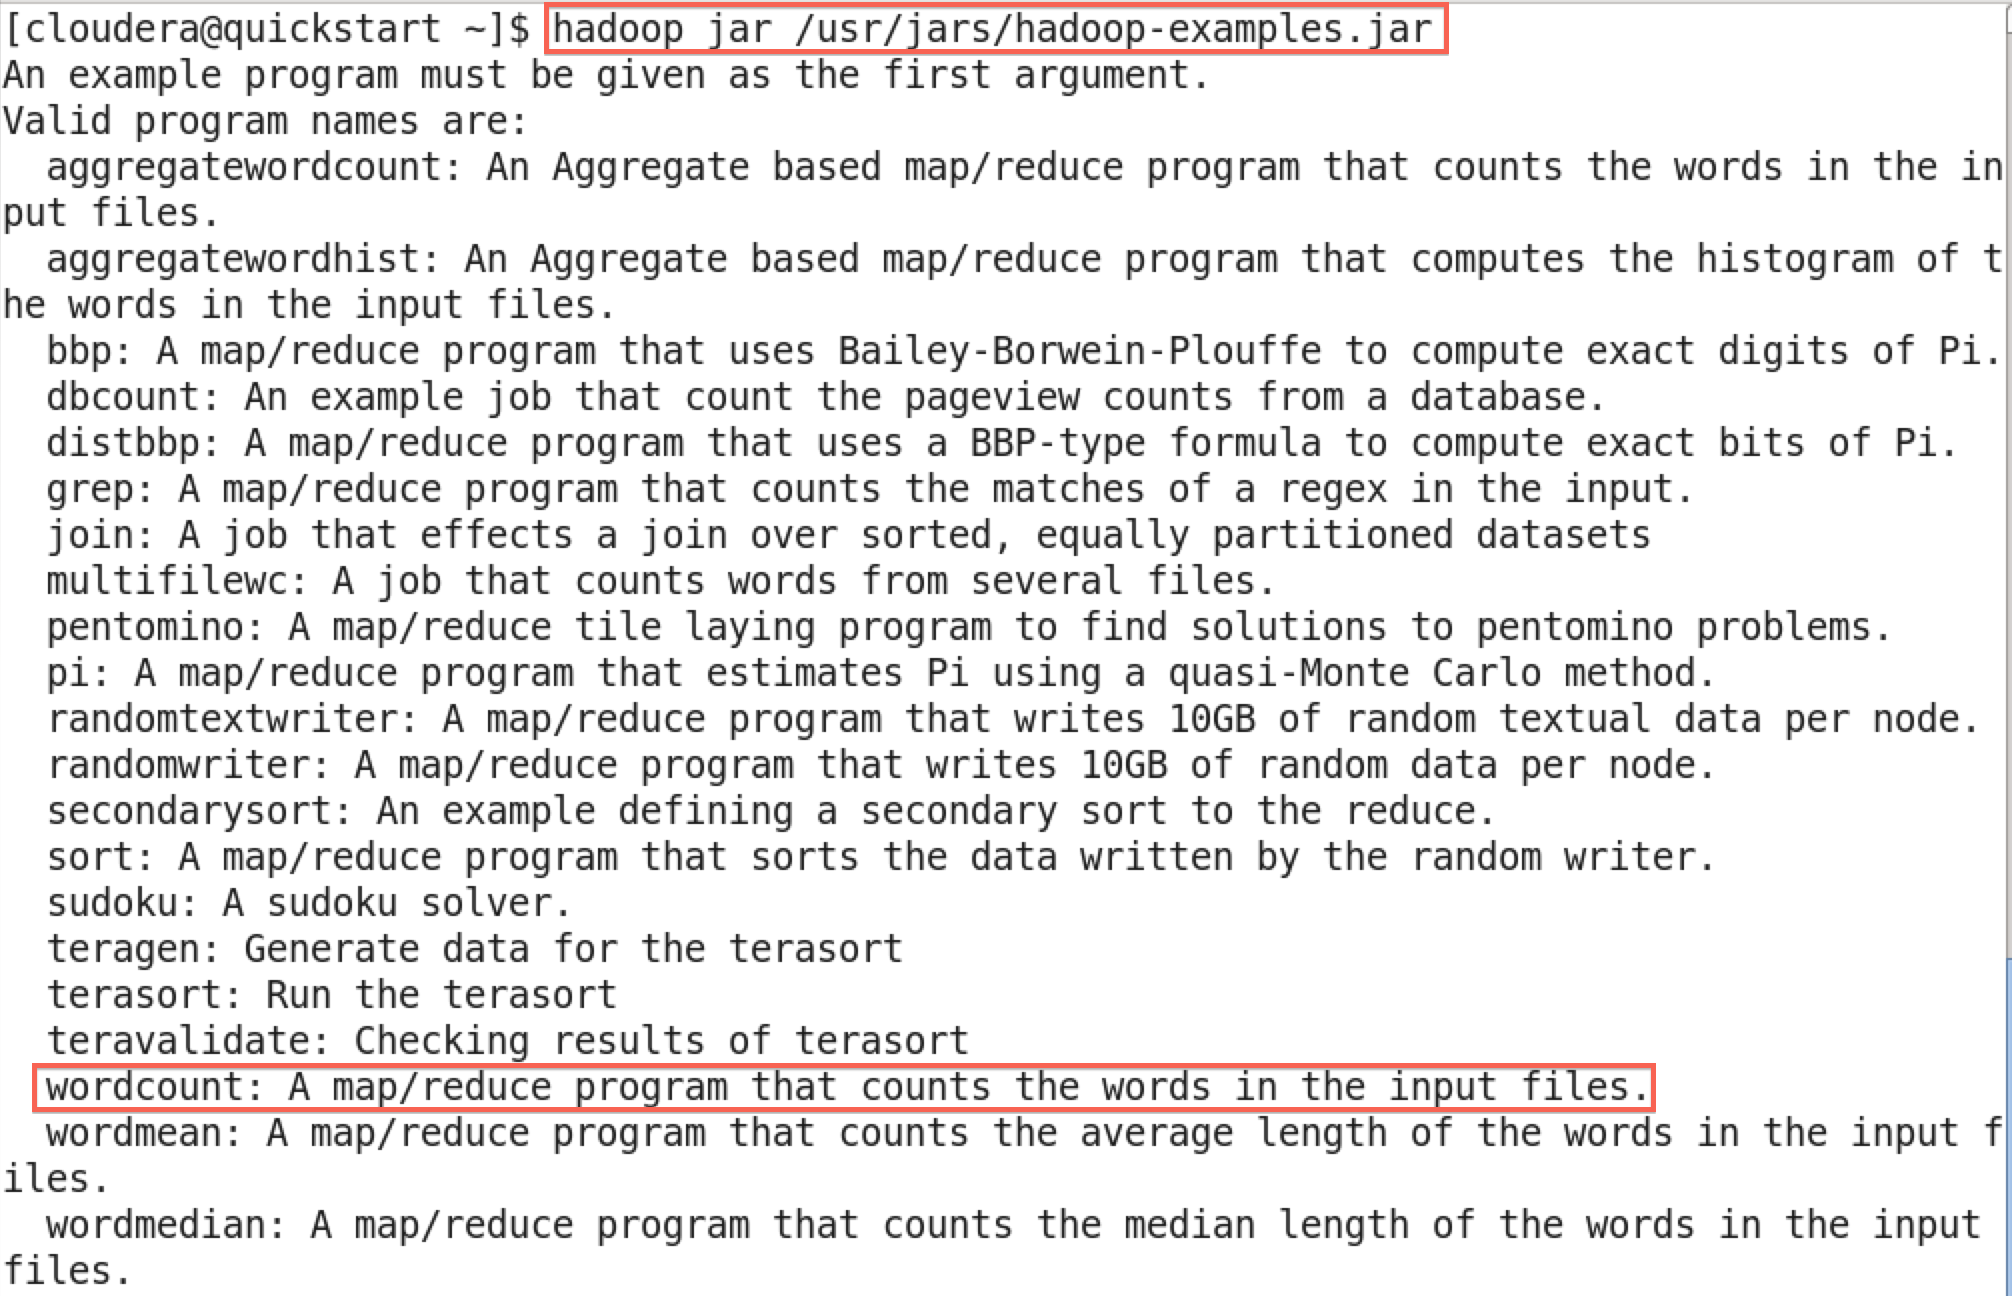 [cloudera@quickstart ~]$ hadoop jar /usr/jars/hadoop-examples.jar
An example program must be given as the first argument.
Valid program names are:
  aggregatewordcount: An Aggregate based map/reduce program that counts the words in the in
put files.
  aggregatewordhist: An Aggregate based map/reduce program that computes the histogram of t
he words in the input files.
  bbp: A map/reduce program that uses Bailey-Borwein-Plouffe to compute exact digits of Pi.
  dbcount: An example job that count the pageview counts from a database.
  distbbp: A map/reduce program that uses a BBP-type formula to compute exact bits of Pi.
  grep: A map/reduce program that counts the matches of a regex in the input.
  join: A job that effects a join over sorted, equally partitioned datasets
  multifilewc: A job that counts words from several files.
  pentomino: A map/reduce tile laying program to find solutions to pentomino problems.
  pi: A map/reduce program that estimates Pi using a quasi-Monte Carlo method.
  randomtextwriter: A map/reduce program that writes 10GB of random textual data per node.
  randomwriter: A map/reduce program that writes 10GB of random data per node.
  secondarysort: An example defining a secondary sort to the reduce.
  sort: A map/reduce program that sorts the data written by the random writer.
  sudoku: A sudoku solver.
  teragen: Generate data for the terasort
  terasort: Run the terasort
  teravalidate: Checking results of terasort
  wordcount: A map/reduce program that counts the words in the input files.
  wordmean: A map/reduce program that counts the average length of the words in the input f
iles.
  wordmedian: A map/reduce program that counts the median length of the words in the input
files.